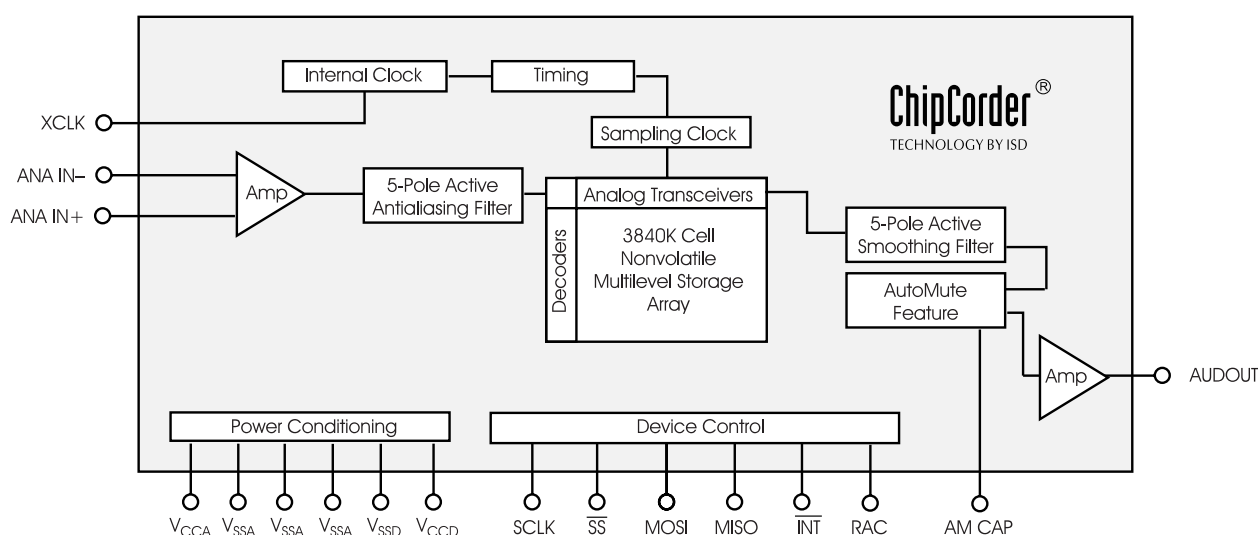 Internal Clock
Timing
ChipCorder®
TECHNOLOGY BY ISD
XCLK
Sampling Clock
ANA IN–
ANA IN+
Amp
5-Pole Active
Antialiasing Filter
Analog Transceivers
Decoders
3840K Cell
Nonvolatile
Multilevel Storage
Array
5-Pole Active
Smoothing Filter
AutoMute
Feature
Amp
AUDOUT
Power Conditioning
Device Control
VCCA
VSSA
VSSA
VSSA
VSSD
VCCD
SCLK
S̅S̅
MOSI
MISO
I̅N̅T̅
RAC
AM CAP